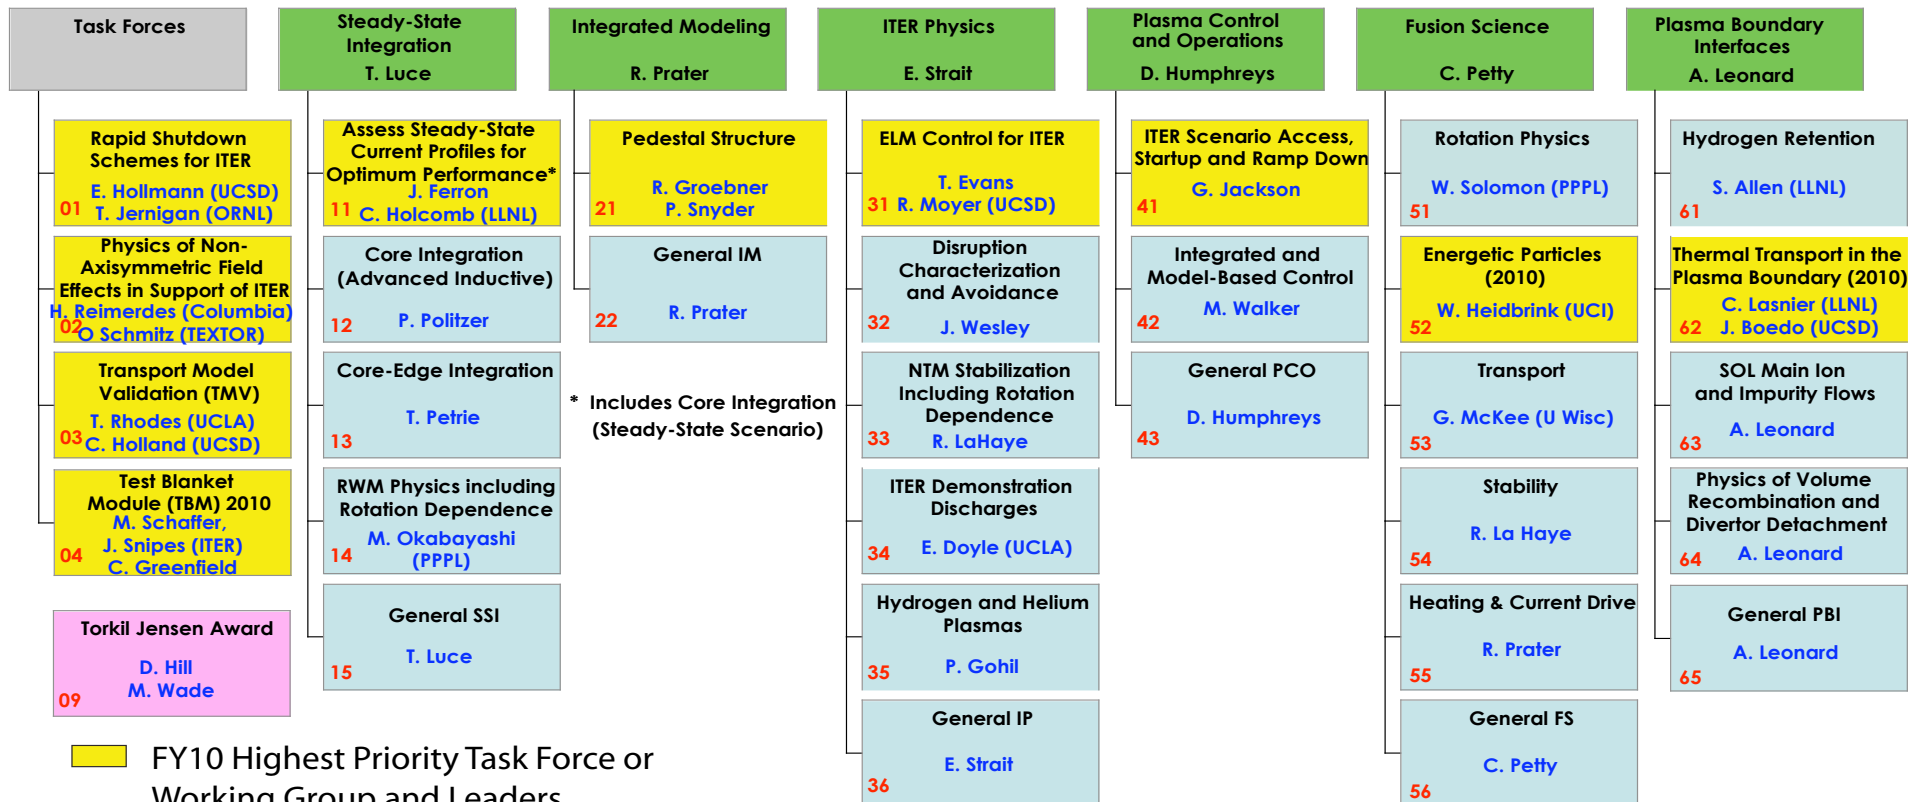 Task Forces
Rapid Shutdown
Schemes for ITER
E. Hollmann (UCSD)
01 T. Jernigan (ORNL)
Physics of Non-
Axisymmetric Field
Effects in Support of ITER
H. Reimerdes (Columbia)
02 O Schmitz (TEXTOR)
Transport Model
Validation (TMV)
T. Rhodes (UCLA)
03 C. Holland (UCSD)
Test Blanket
Module (TBM) 2010
M. Schaffer,
04 J. Snipes (ITER)
C. Greenfield
Torkil Jensen Award
D. Hill
M. Wade
09
Steady-State
Integration
T. Luce
Assess Steady-State
Current Profiles for
Optimum Performance*
J. Ferron
11 C. Holcomb (LLNL)
Core Integration
(Advanced Inductive)
12 P. Politzer
Core-Edge Integration
T. Petrie
13
RWM Physics including
Rotation Dependence
M. Okabayashi
14 (PPPL)
General SSI
T. Luce
15
Integrated Modeling
R. Prater
Pedestal Structure
R. Groebner
21 P. Snyder
General IM
22 R. Prater
* Includes Core Integration
(Steady-State Scenario)
ITER Physics
E. Strait
ELM Control for ITER
T. Evans
31 R. Moyer (UCSD)
Disruption
Characterization
and Avoidance
32 J. Wesley
NTM Stabilization
Including Rotation
Dependence
33 R. LaHaye
ITER Demonstration
Discharges
34 E. Doyle (UCLA)
Hydrogen and Helium
Plasmas
35 P. Gohil
General IP
E. Strait
36
Plasma Control
and Operations
D. Humphreys
ITER Scenario Access,
Startup and Ramp Down
G. Jackson
41
Integrated and
Model-Based Control
M. Walker
42
General PCO
D. Humphreys
43
Fusion Science
C. Petty
Rotation Physics
W. Solomon (PPPL)
51
Energetic Particles
(2010)
W. Heidbrink (UCI)
52
Transport
G. McKee (U Wisc)
53
Stability
R. La Haye
54
Heating & Current Drive
R. Prater
55
General FS
C. Petty
56
Plasma Boundary
Interfaces
A. Leonard
Hydrogen Retention
S. Allen (LLNL)
61
Thermal Transport in the
Plasma Boundary (2010)
C. Lasnier (LLNL)
62 J. Boedo (UCSD)
SOL Main Ion
and Impurity Flows
A. Leonard
63
Physics of Volume
Recombination and
Divertor Detachment
64 A. Leonard
General PBI
A. Leonard
65
FY10 Highest Priority Task Force or
Working Group and Leaders